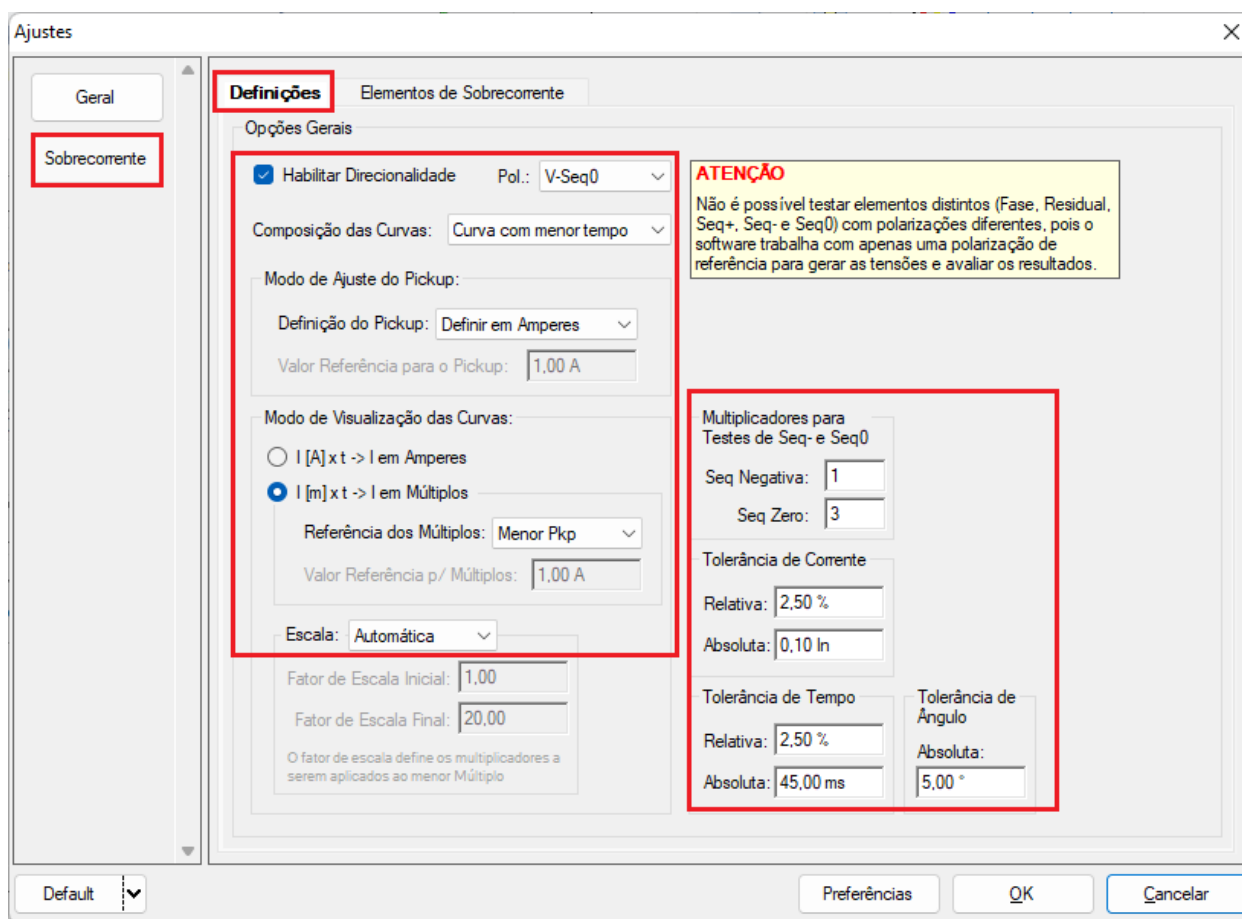 Ajustes
Geral
Sobrecorrente
Definições
Elementos de Sobrecorrente
Opções Gerais
Habilitar Direcionalidade
Pol.: V-Seq0
Composição das Curvas: Curva com menor tempo
Modo de Ajuste do Pickup:
Definição do Pickup: Definir em Amperes
Valor Referência para o Pickup: 1,00 A
Modo de Visualização das Curvas:
I [A] x t -> I em Amperes
I [m] x t -> I em Múltiplos
Referência dos Múltiplos: Menor Pkp
Valor Referência p/ Múltiplos: 1,00 A
Escala: Automática
Fator de Escala Inicial: 1,00
Fator de Escala Final: 20,00
O fator de escala define os multiplicadores a
serem aplicados ao menor Múltiplo
ATENÇÃO
Não é possível testar elementos distintos (Fase, Residual,
Seq+, Seq- e Seq0) com polarizações diferentes, pois o
software trabalha com apenas uma polarização de
referência para gerar as tensões e avaliar os resultados.
Multiplicadores para
Testes de Seq- e Seq0
Seq Negativa: 1
Seq Zero: 3
Tolerância de Corrente
Relativa: 2,50 %
Absoluta: 0,10 In
Tolerância de Tempo
Relativa: 2,50 %
Absoluta: 45,00 ms
Tolerância de
Ângulo
Absoluta:
5,00 °
Default
Preferências
OK
Cancelar